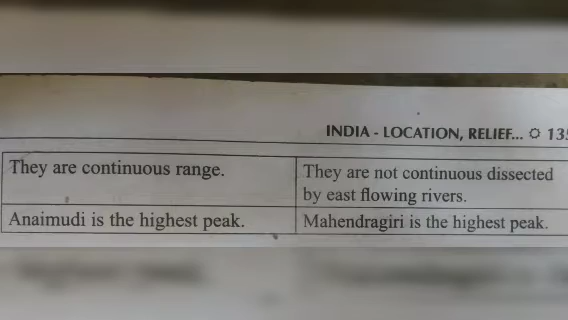 INDIA - LOCATION, RELIEF... ✡ 135
They are continuous range.
They are not continuous dissected
by east flowing rivers.
Anaimudi is the highest peak.
Mahendragiri is the highest peak.